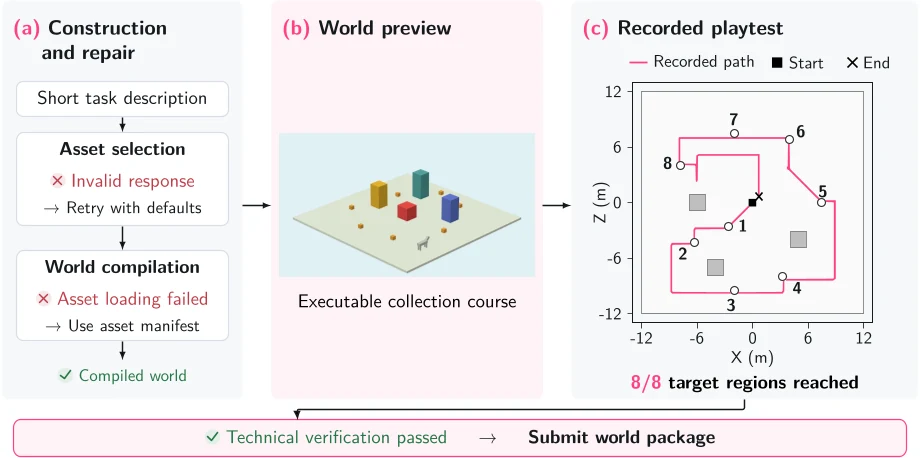 (a) Construction
and repair
Short task description
Asset selection
✕ Invalid response
→ Retry with defaults
World compilation
✕ Asset loading failed
→ Use asset manifest
✓ Compiled world
(b) World preview
Executable collection course
(c) Recorded playtest
Recorded path Start End
12
6
0
-6
-12
Z (m)
7
6
8
5
1
2
4
3
-12 -6 0 6 12
X (m)
8/8 target regions reached
✓ Technical verification passed → Submit world package